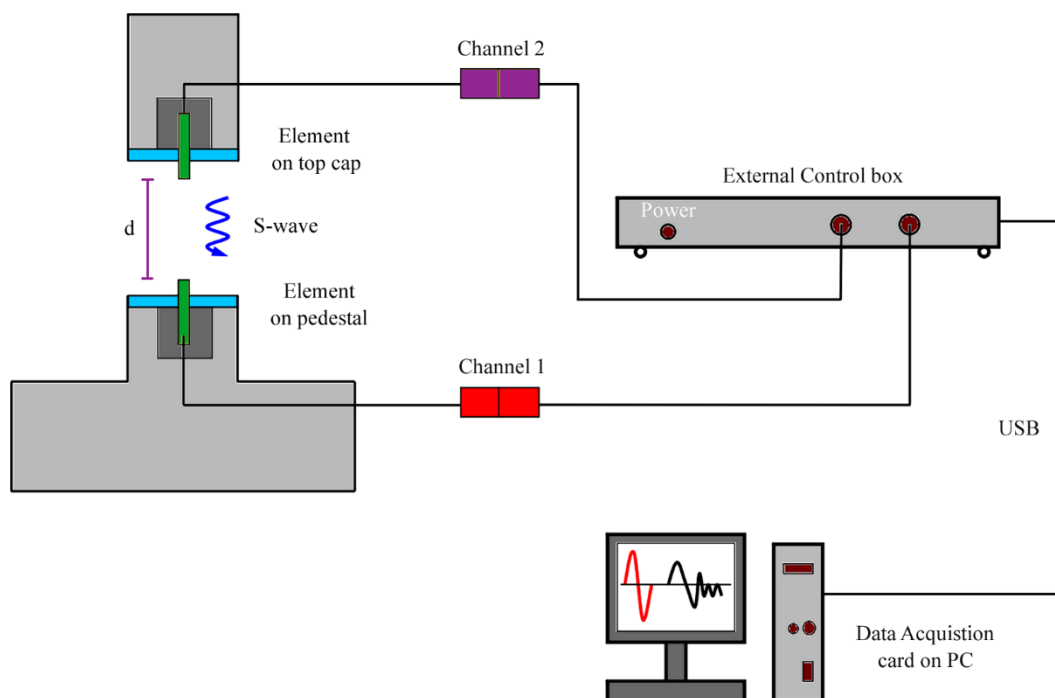 Channel 2
Element
on top cap
External Control box
Power
d
S-wave
Element
on pedestal
Channel 1
USB
Data Acquistion
card on PC